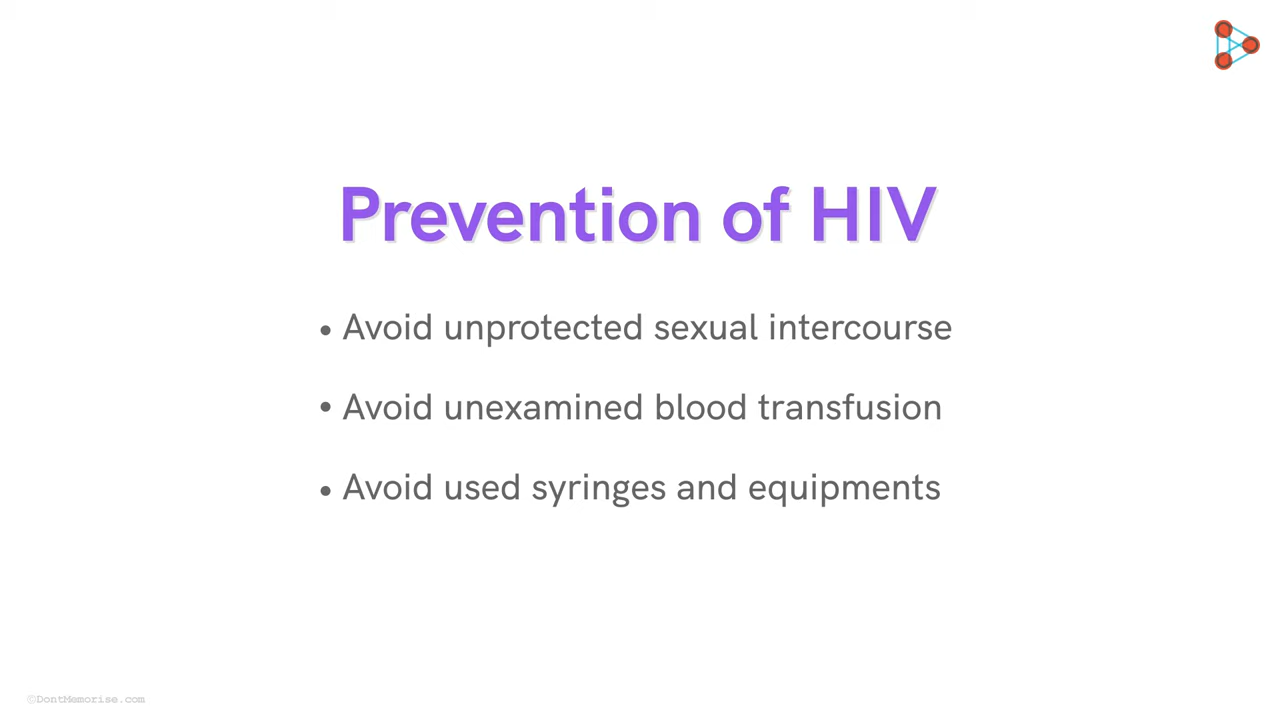 Prevention of HIV
• Avoid unprotected sexual intercourse
• Avoid unexamined blood transfusion
• Avoid used syringes and equipments
©DontMemorise.com